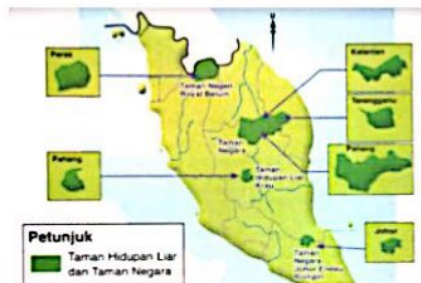 Perak
Kelantan
Taman Negeri
Royal Belum
Terengganu
Taman
Negara
Pahang
Pahang
Taman
Hidupan Liar
Krau
Petunjuk
Taman Hidupan Liar
dan Taman Negara
Johor
Taman
Negara
Johor Endau
Rompin